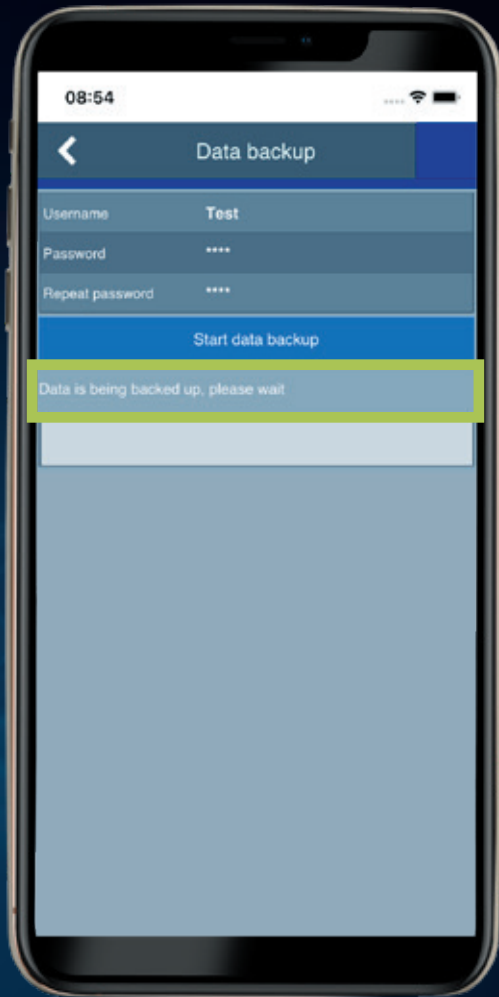 08:54
Data backup
Username Test
Password ****
Repeat password ****
Start data backup
Data is being backed up, please wait